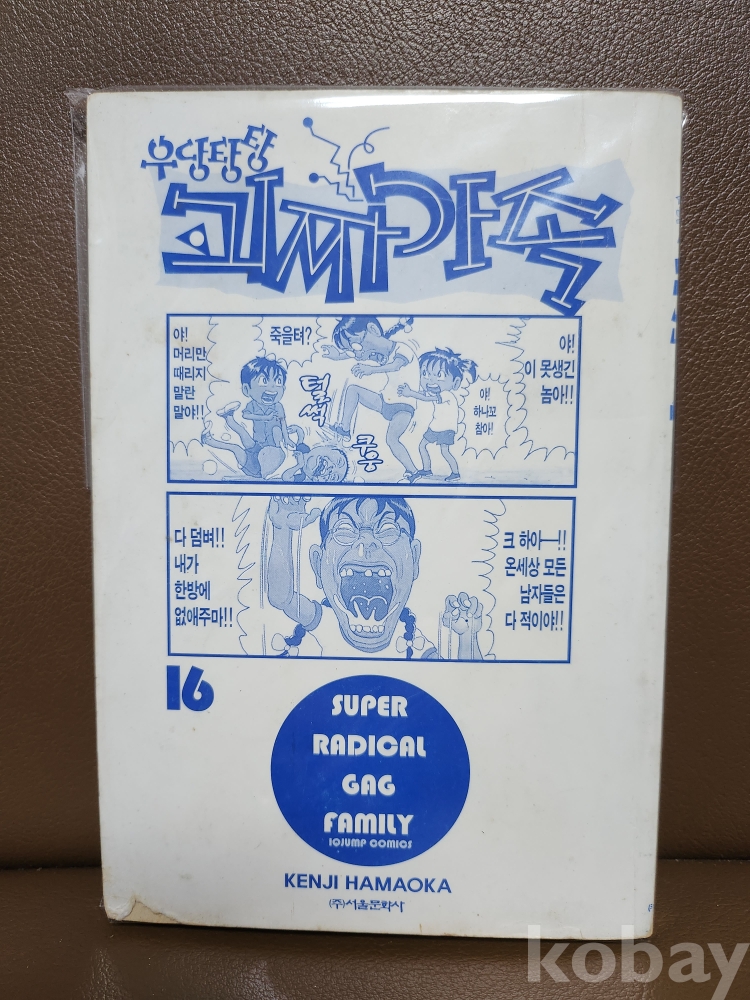 우당탕탕
괴짜가족
야!
머리만
때리지
말란
말야!!
죽을텨?
야!
이 못생긴
놈아!!
털썩
야!
하나꼬
참아!
쿠웅
다 덤벼!!
내가
한방에
없애주마!!
크 하아—!!
온세상 모든
남자들은
다 적이야!!
16
SUPER
RADICAL
GAG
FAMILY
IQJUMP COMICS
KENJI HAMAOKA
(주)서울문화사
kobay